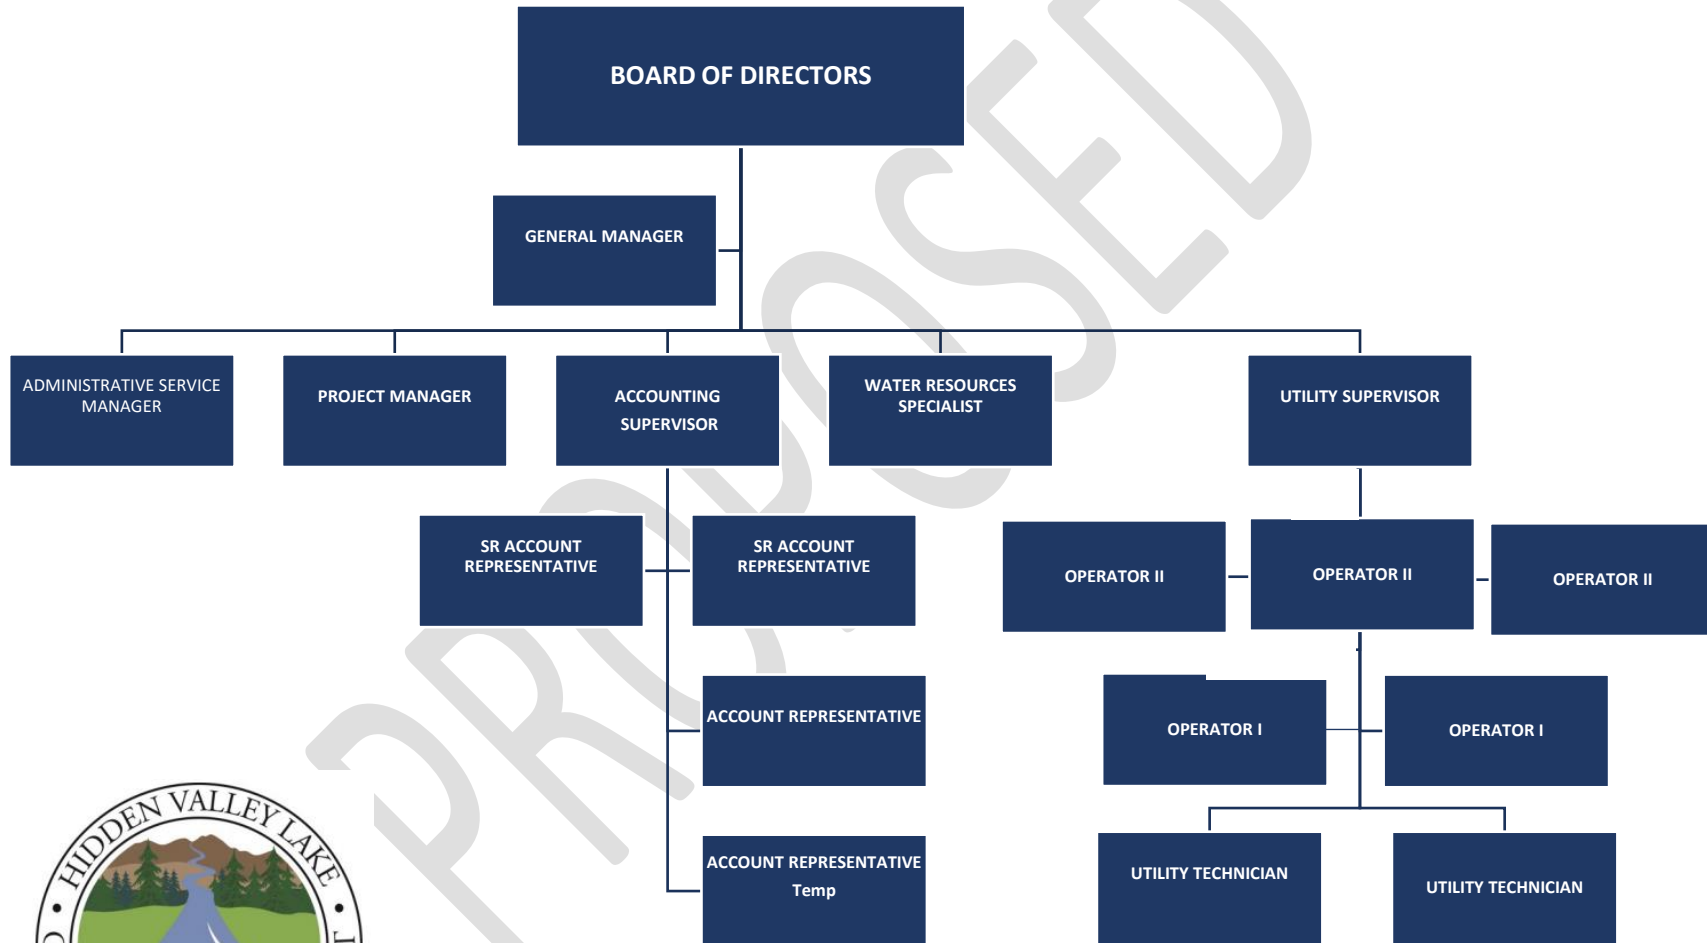 BOARD OF DIRECTORS
GENERAL MANAGER
ADMINISTRATIVE SERVICE
MANAGER
PROJECT MANAGER
ACCOUNTING
SUPERVISOR
WATER RESOURCES
SPECIALIST
UTILITY SUPERVISOR
SR ACCOUNT
REPRESENTATIVE
SR ACCOUNT
REPRESENTATIVE
OPERATOR II
OPERATOR II
OPERATOR II
ACCOUNT REPRESENTATIVE
OPERATOR I
OPERATOR I
ACCOUNT REPRESENTATIVE
Temp
UTILITY TECHNICIAN
UTILITY TECHNICIAN
PROPOSED
HIDDEN VALLEY LAKE